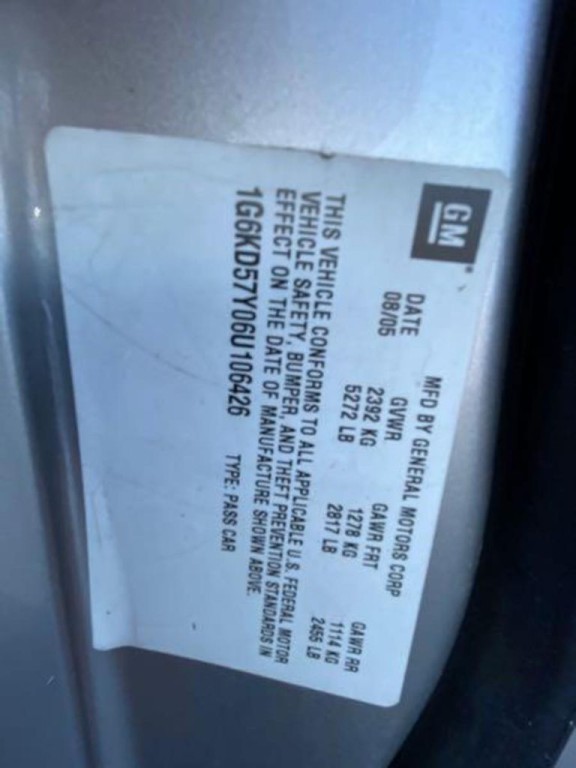 GM®
MFD BY GENERAL MOTORS CORP
DATE GVWR GAWR FRT GAWR RR
08/05 2392 KG 1278 KG 1114 KG
5272 LB 2817 LB 2455 LB
THIS VEHICLE CONFORMS TO ALL APPLICABLE U.S. FEDERAL MOTOR
VEHICLE SAFETY, BUMPER, AND THEFT PREVENTION STANDARDS IN
EFFECT ON THE DATE OF MANUFACTURE SHOWN ABOVE.
1G6KD57Y06U106426 TYPE: PASS CAR